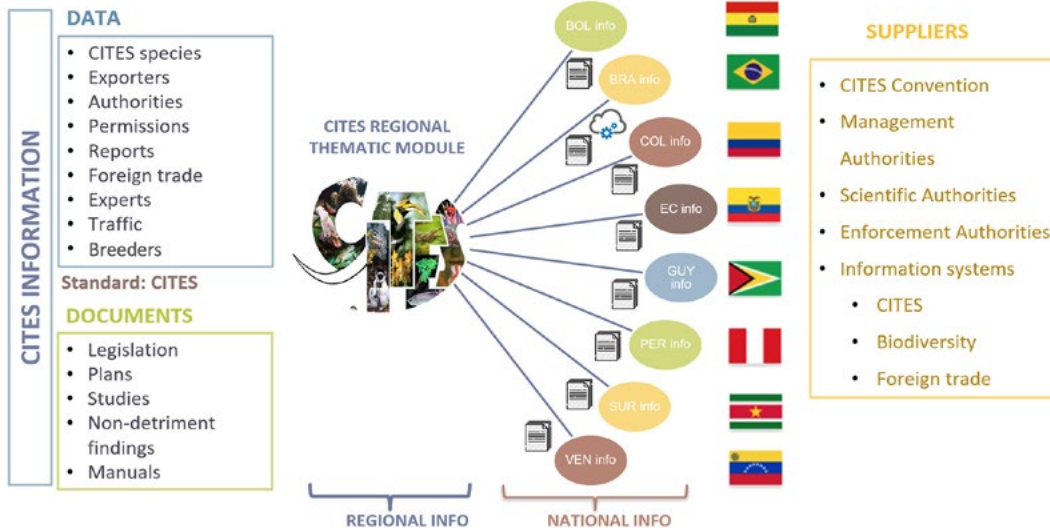 CITES INFORMATION
DATA
• CITES species
• Exporters
• Authorities
• Permissions
• Reports
• Foreign trade
• Experts
• Traffic
• Breeders
Standard: CITES
DOCUMENTS
• Legislation
• Plans
• Studies
• Non-detriment
findings
• Manuals
CITES REGIONAL
THEMATIC MODULE
CITES
BOL info
BRA info
COL info
EC info
GUY
info
PER info
SUR info
VEN info
REGIONAL INFO
NATIONAL INFO
SUPPLIERS
• CITES Convention
• Management
Authorities
• Scientific Authorities
• Enforcement Authorities
• Information systems
• CITES
• Biodiversity
• Foreign trade